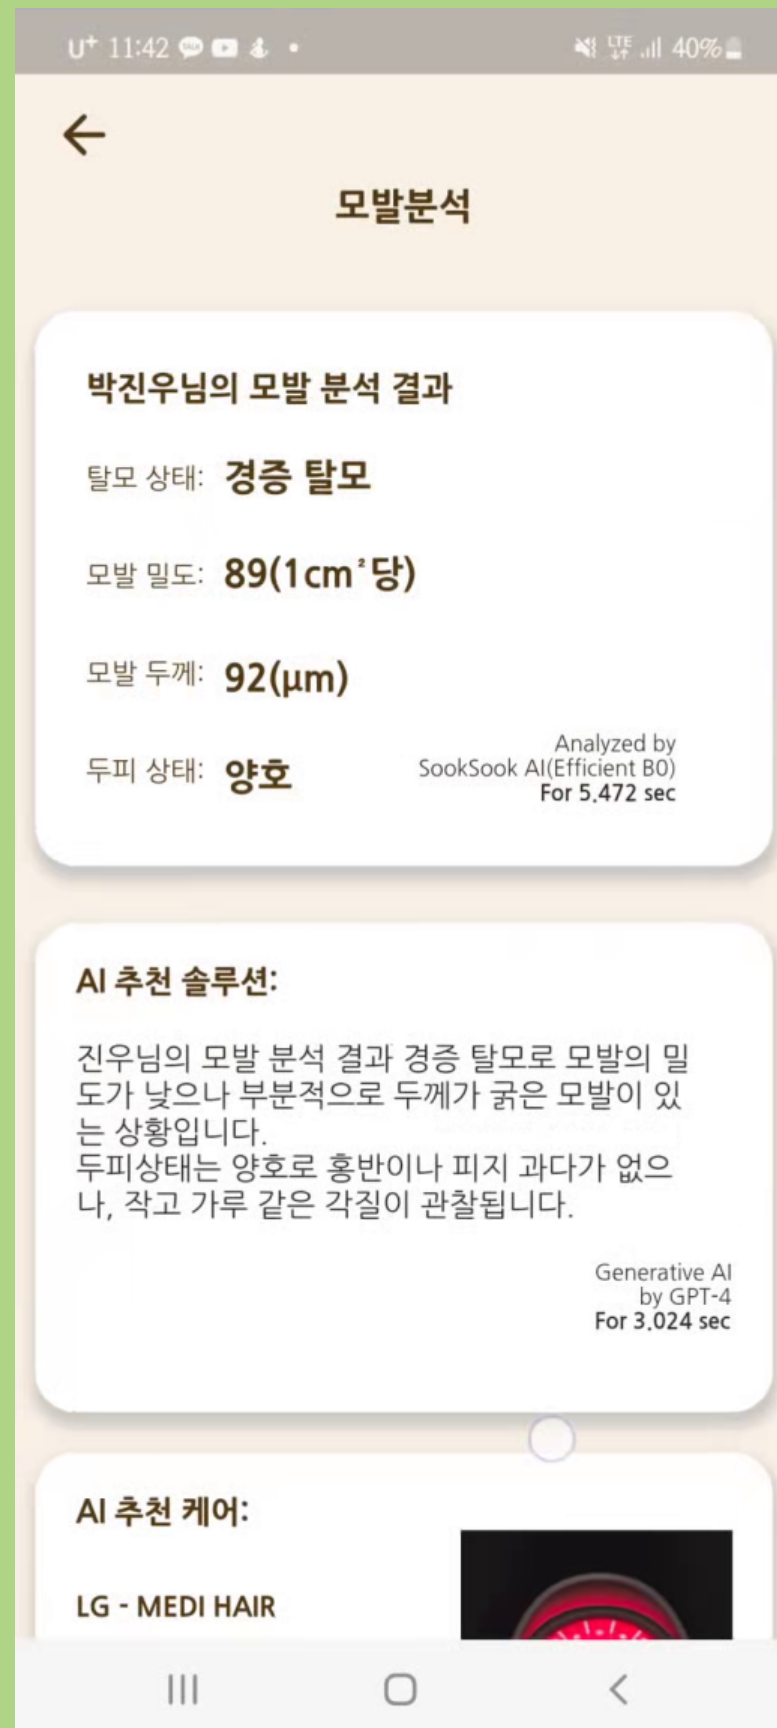 U⁺ 11:42
LTE 40%
모발분석
박진우님의 모발 분석 결과
탈모 상태: 경증 탈모
모발 밀도: 89(1cm²당)
모발 두께: 92(μm)
두피 상태: 양호
Analyzed by
SookSook AI(Efficient B0)
For 5,472 sec
AI 추천 솔루션:
진우님의 모발 분석 결과 경증 탈모로 모발의 밀
도가 낮으나 부분적으로 두께가 굵은 모발이 있
는 상황입니다.
두피상태는 양호로 홍반이나 피지 과다가 없으
나, 작고 가루 같은 각질이 관찰됩니다.
Generative AI
by GPT-4
For 3,024 sec
AI 추천 케어:
LG - MEDI HAIR